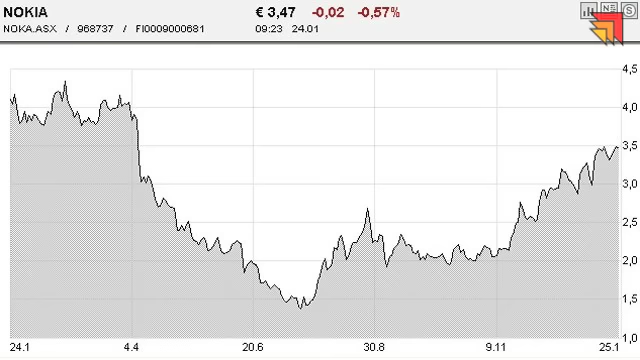 NOKIA € 3,47 -0,02 -0,57%
NOKA.ASX / 968737 / FI0009000681 09:23 24.01
4,5
4,0
3,5
3,0
2,5
2,0
1,5
1,0
24.1 4.4 20.6 30.8 9.11 25.1